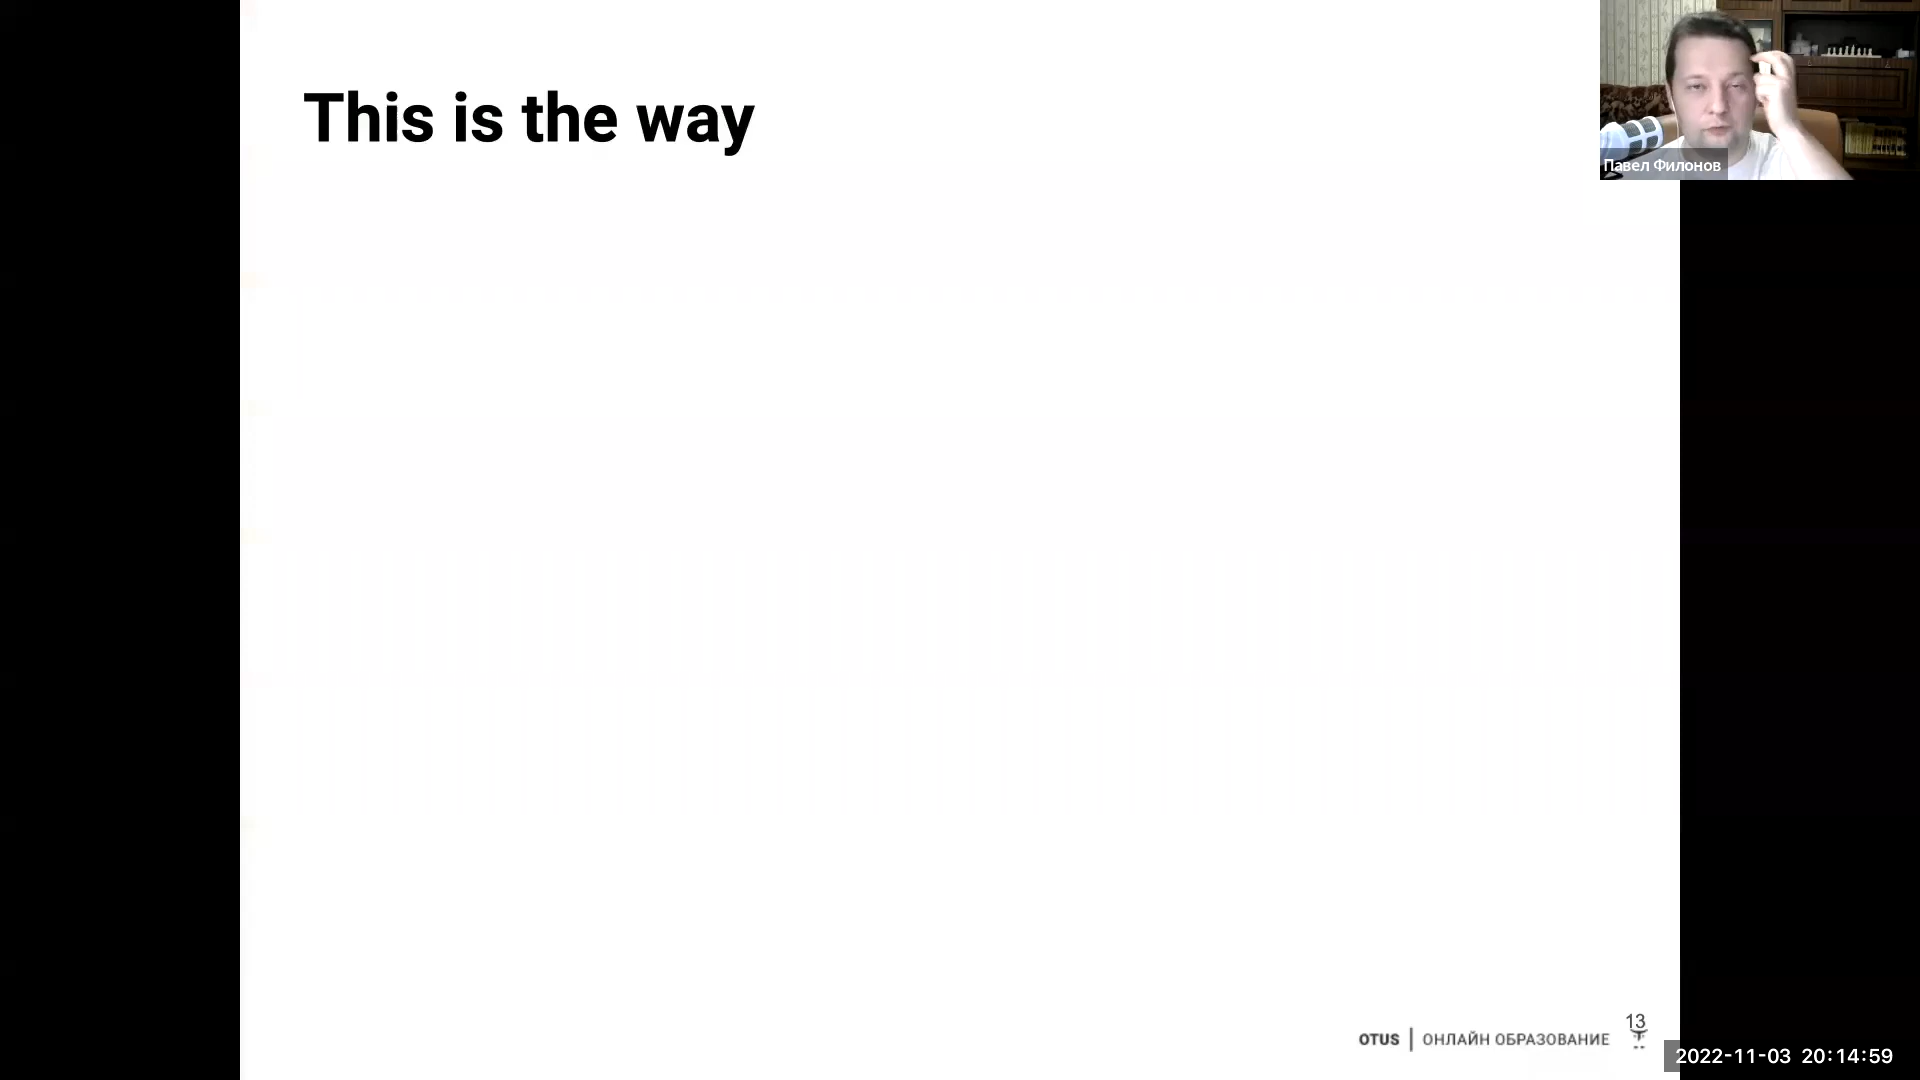 This is the way
Павел Филонов
13
OTUS | ОНЛАЙН ОБРАЗОВАНИЕ
2022-11-03 20:14:59